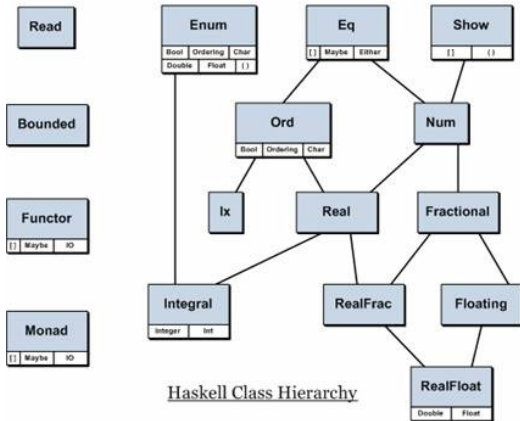 Read
Enum
Bool Ordering Char
Double Float ( )
Eq
[ ] Maybe Either
Show
[ ] ( )
Bounded
Ord
Bool Ordering Char
Num
Functor
[ ] Maybe IO
Ix
Real
Fractional
Monad
[ ] Maybe IO
Integral
Integer Int
RealFrac
Floating
RealFloat
Double Float
Haskell Class Hierarchy